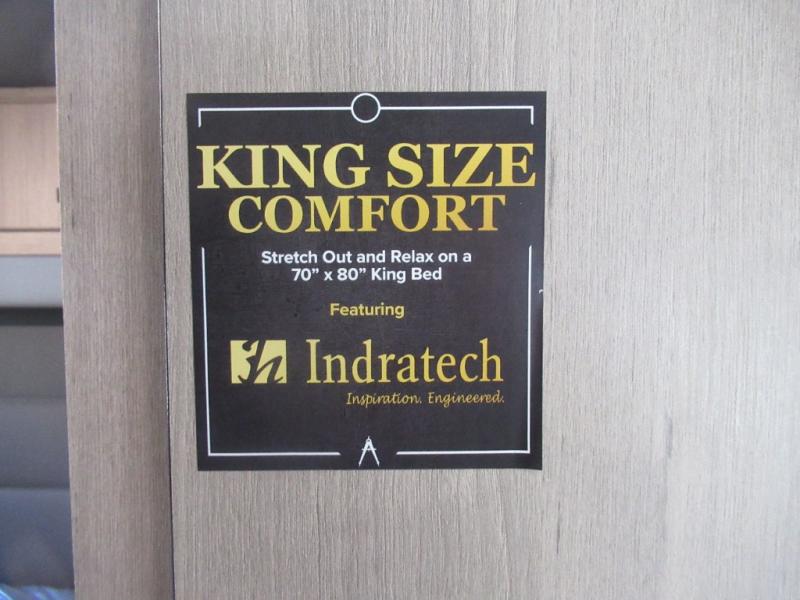 KING SIZE
COMFORT
Stretch Out and Relax on a
70” x 80” King Bed
Featuring
Indratech
Inspiration. Engineered.